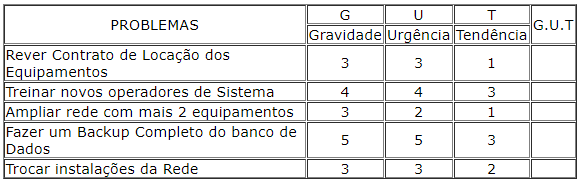 PROBLEMAS G U T G.U.T
Gravidade Urgência Tendência
Rever Contrato de Locação dos
Equipamentos 3 3 1
Treinar novos operadores de Sistema 4 4 3
Ampliar rede com mais 2 equipamentos 3 2 1
Fazer um Backup Completo do banco de
Dados 5 5 3
Trocar instalações da Rede 3 3 2